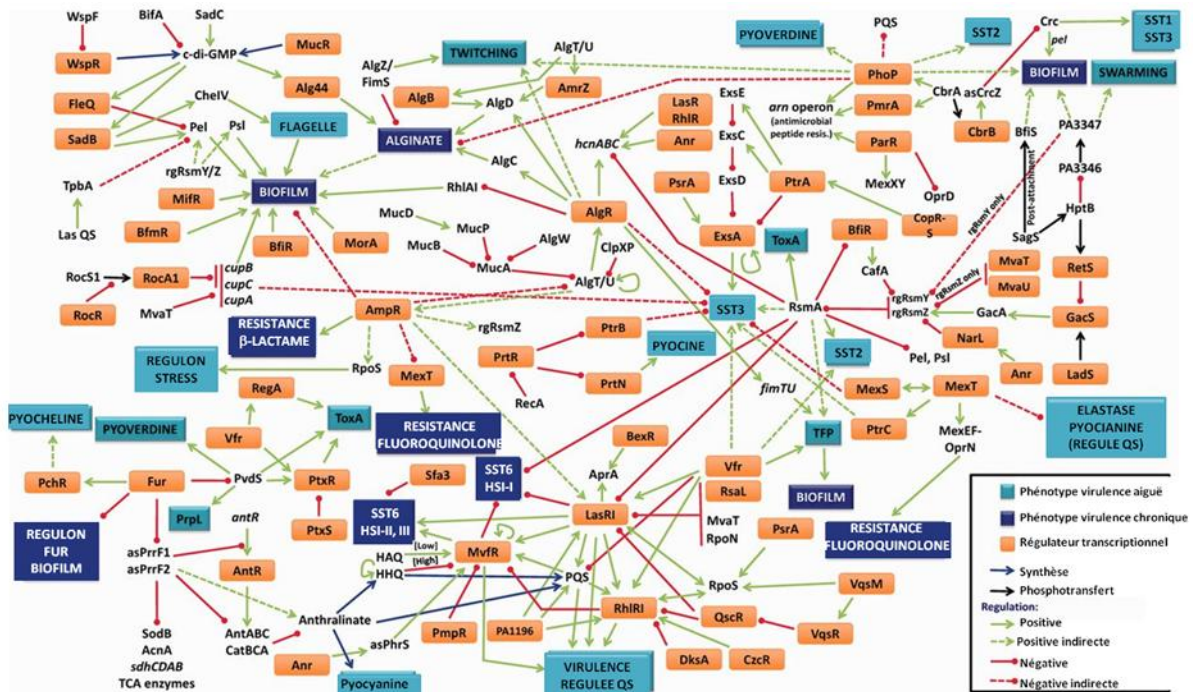 WspF
BifA
SadC
WspR
c-di-GMP
MucR
FleQ
CheIV
Alg44
SadB
Pel
Psl
FLAGELLE
rgRsmY/Z
TpbA
MifR
BIOFILM
Las QS
BfmR
BfiR
MorA
AlgZ/
FimS
TWITCHING
AlgT/U
AlgB
AlgD
AmrZ
ALGINATE
AlgC
RhlAI
AlgR
MucD
MucP
MucB
MucA
AlgW
ClpXP
AlgT/U
RocS1
RocA1
cupB
cupC
cupA
RocR
MvaT
AmpR
RESISTANCE
β-LACTAME
rgRsmZ
REGULON
STRESS
RpoS
MexT
PtrB
PrtR
PYOCINE
PrtN
RecA
PYOVERDINE
PQS
SST2
Crc
pel
SST1
SST3
PhoP
BIOFILM
SWARMING
ExsE
LasR
RhlR
arn operon
(antimicrobial
peptide resis.)
PmrA
CbrA
asCrcZ
CbrB
BfiS
PA3347
hcnABC
Anr
ExsC
ParR
PA3346
ExsD
PtrA
MexXY
OprD
Post-attachment
rgRsmY only
PsrA
CopR-
S
HptB
ExsA
ToxA
BfiR
SagS
CafA
rgRsmZ only
MvaT
MvaU
RetS
SST3
RsmA
rgRsmY
rgRsmZ
GacA
GacS
NarL
SST2
Pel, Psl
Anr
LadS
fimTU
MexS
MexT
PtrC
ELASTASE
PYOCIANINE
(REGULE QS)
MexEF-
OprN
TFP
BIOFILM
RESISTANCE
FLUOROQUINOLONE
RegA
PYOCHELINE
PYOVERDINE
ToxA
Vfr
PchR
Fur
PvdS
PtxR
PrpL
PtxS
REGULON
FUR
BIOFILM
antR
asPrrF1
asPrrF2
AntR
SodB
AcnA
sdhCDAB
TCA enzymes
AntABC
CatBCA
Anthralinate
Anr
asPhrS
Pyocyanine
RESISTANCE
FLUOROQUINOLONE
Sfa3
SST6
HSI-I
SST6
HSI-II, III
BexR
AprA
Vfr
RsaL
LasRI
MvaT
RpoN
PsrA
HAQ
[Low]
[High]
HHQ
MvfR
PQS
RpoS
VqsM
RhlRI
QscR
VqsR
PmpR
PA1196
DksA
CzcR
VIRULENCE
REGULEE QS
Phénotype virulence aiguë
Phénotype virulence chronique
Régulateur transcriptionnel
Synthèse
Phosphotransfert
Regulation:
Positive
Positive indirecte
Négative
Négative indirecte